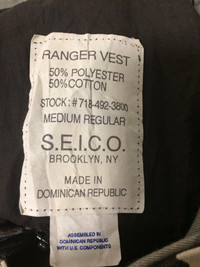 RANGER VEST
50% POLYESTER
50% COTTON
STOCK: # 718-492-3800
MEDIUM REGULAR
S.E.I.C.O.
BROOKLYN, NY
MADE IN
DOMINICAN REPUBLIC
ASSEMBLED IN
DOMINICAN REPUBLIC
WITH U.S. COMPONENTS